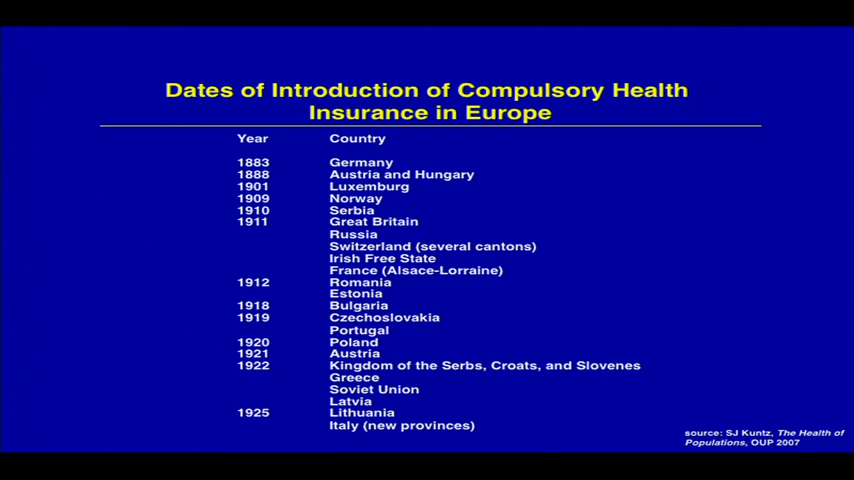 Dates of Introduction of Compulsory Health
Insurance in Europe
Year Country
1883 Germany
1888 Austria and Hungary
1901 Luxemburg
1909 Norway
1910 Serbia
1911 Great Britain
Russia
Switzerland (several cantons)
Irish Free State
France (Alsace-Lorraine)
1912 Romania
Estonia
1918 Bulgaria
1919 Czechoslovakia
Portugal
1920 Poland
1921 Austria
1922 Kingdom of the Serbs, Croats, and Slovenes
Greece
Soviet Union
Latvia
1925 Lithuania
Italy (new provinces)
source: SJ Kuntz, The Health of
Populations, OUP 2007